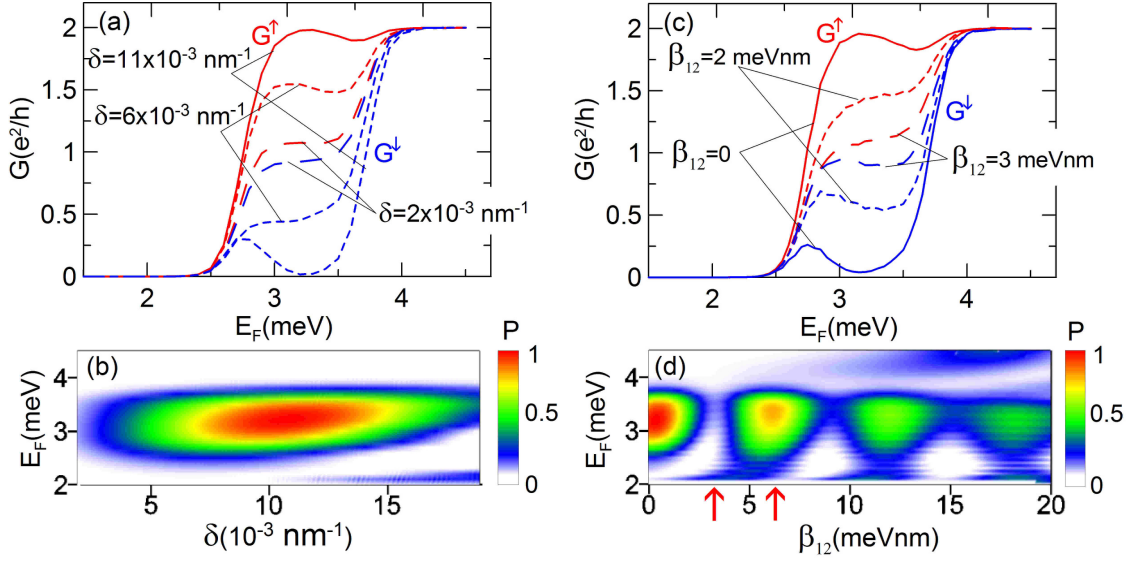 (a)
G↑
δ=11x10⁻³ nm⁻¹
δ=6x10⁻³ nm⁻¹
G↓
δ=2x10⁻³ nm⁻¹
G(e²/h)
2
1.5
1
0.5
0
2
3
4
E_F(meV)
(c)
G↑
β₁₂=2 meVnm
G↓
β₁₂=0
β₁₂=3 meVnm
G(e²/h)
2
1.5
1
0.5
0
2
3
4
E_F(meV)
(b)
E_F(meV)
4
3
2
5
10
15
δ(10⁻³ nm⁻¹)
P
1
0.5
0
(d)
E_F(meV)
4
3
2
0
5
10
15
20
β₁₂(meVnm)
P
1
0.5
0